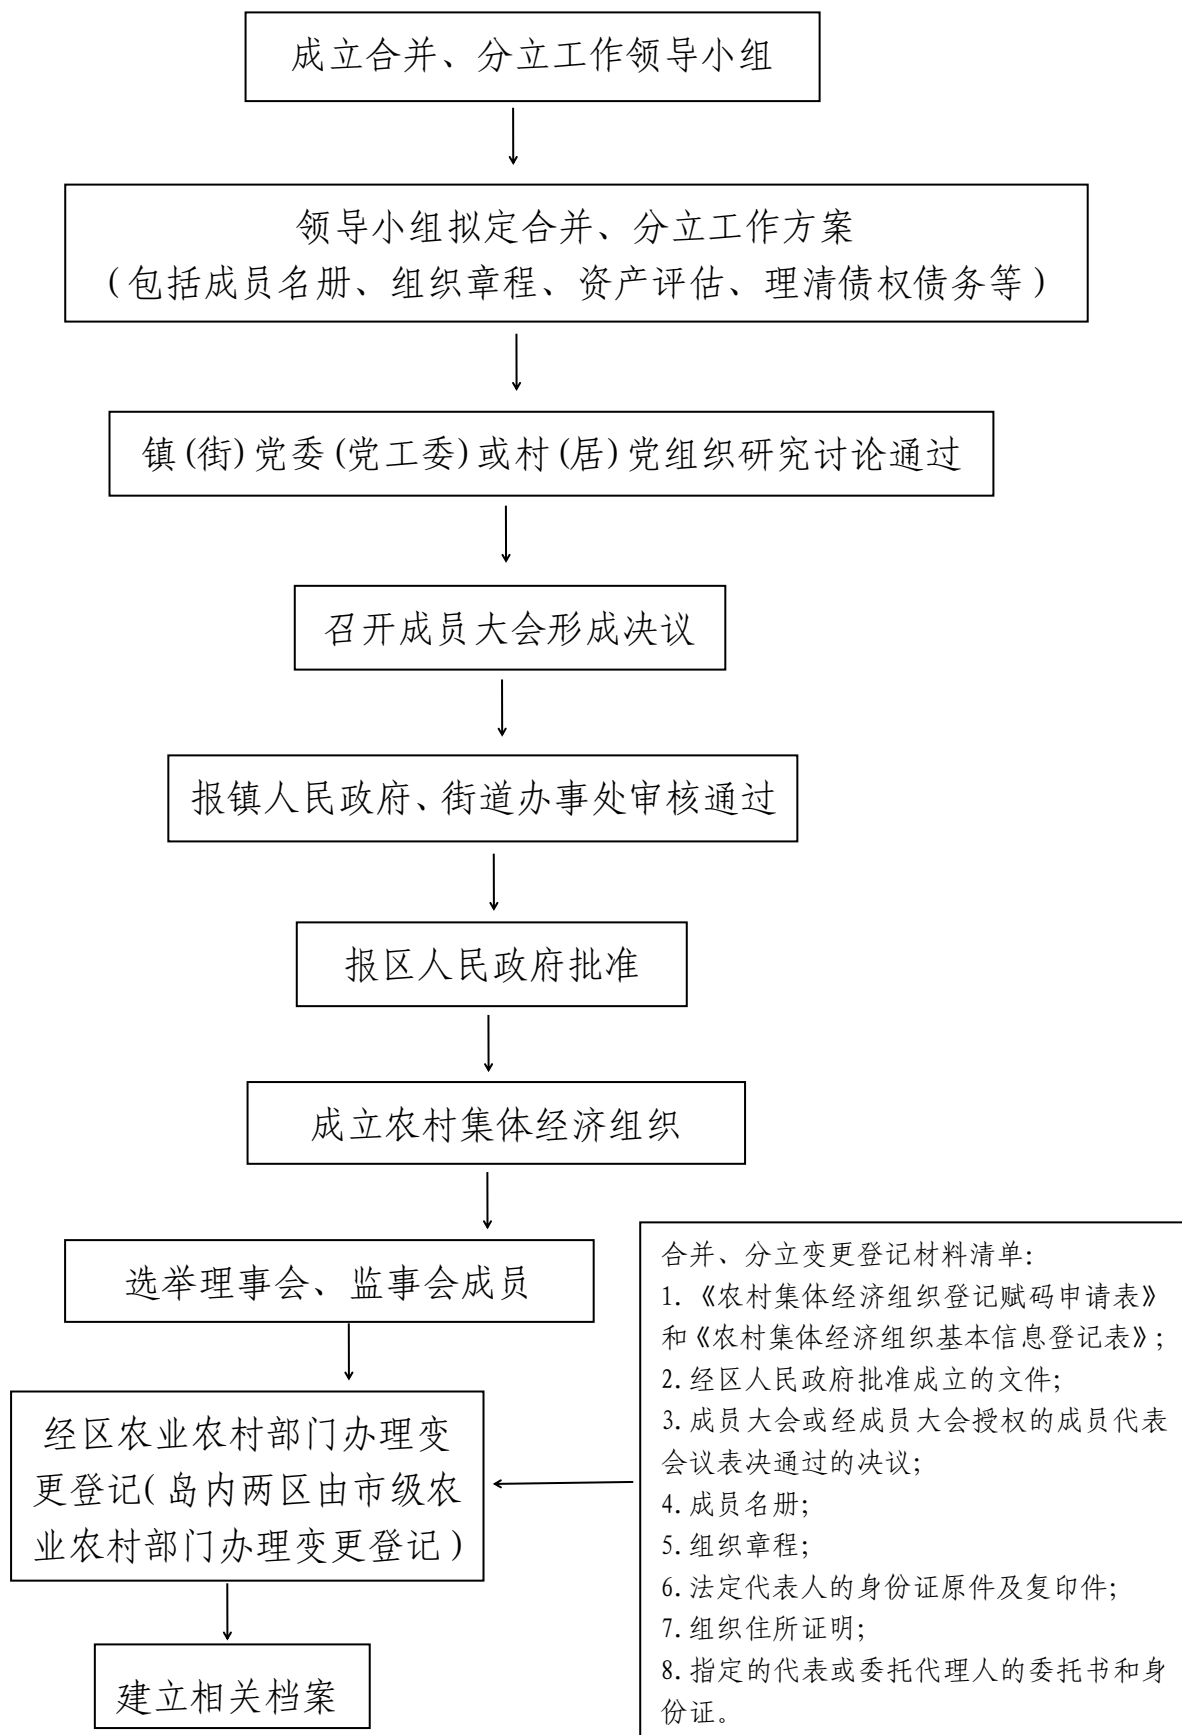 成立合并、分立工作领导小组
领导小组拟定合并、分立工作方案
(包括成员名册、组织章程、资产评估、理清债权债务等)
镇(街)党委(党工委)或村(居)党组织研究讨论通过
召开成员大会形成决议
报镇人民政府、街道办事处审核通过
报区人民政府批准
成立农村集体经济组织
选举理事会、监事会成员
经区农业农村部门办理变
更登记(岛内两区由市级农
业农村部门办理变更登记)
建立相关档案
合并、分立变更登记材料清单:
1.《农村集体经济组织登记赋码申请表》
和《农村集体经济组织基本信息登记表》;
2.经区人民政府批准成立的文件;
3.成员大会或经成员大会授权的成员代表
会议表决通过的决议;
4.成员名册;
5.组织章程;
6.法定代表人的身份证原件及复印件;
7.组织住所证明;
8.指定的代表或委托代理人的委托书和身
份证。